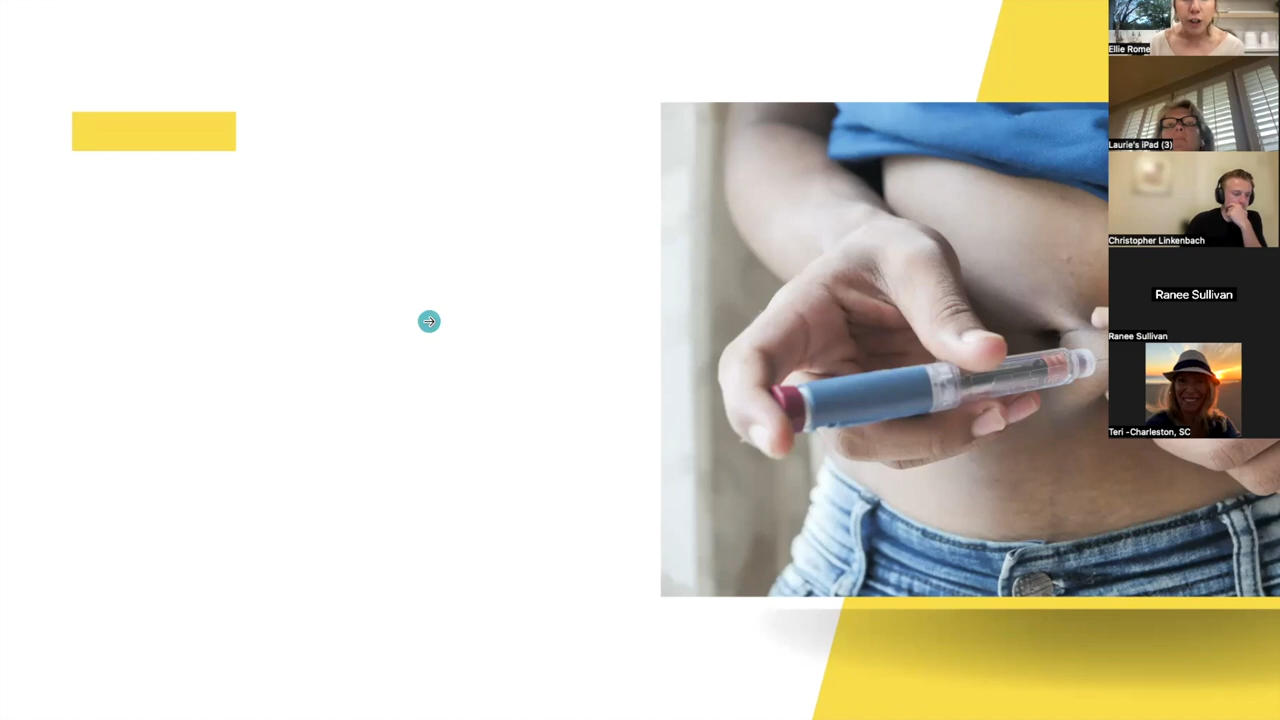 Ellie Rome
Laurie's iPad (3)
Christopher Linkenbach
Ranee Sullivan
Ranee Sullivan
Teri -Charleston, SC